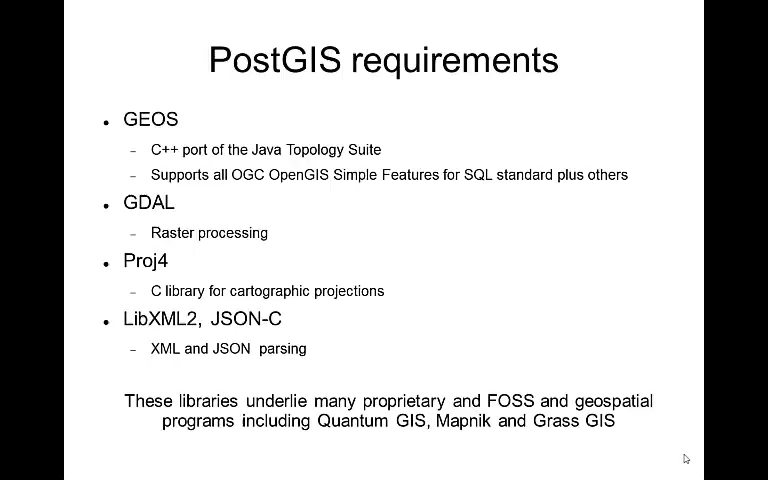 PostGIS requirements
• GEOS
– C++ port of the Java Topology Suite
– Supports all OGC OpenGIS Simple Features for SQL standard plus others
• GDAL
– Raster processing
• Proj4
– C library for cartographic projections
• LibXML2, JSON-C
– XML and JSON parsing
These libraries underlie many proprietary and FOSS and geospatial
programs including Quantum GIS, Mapnik and Grass GIS